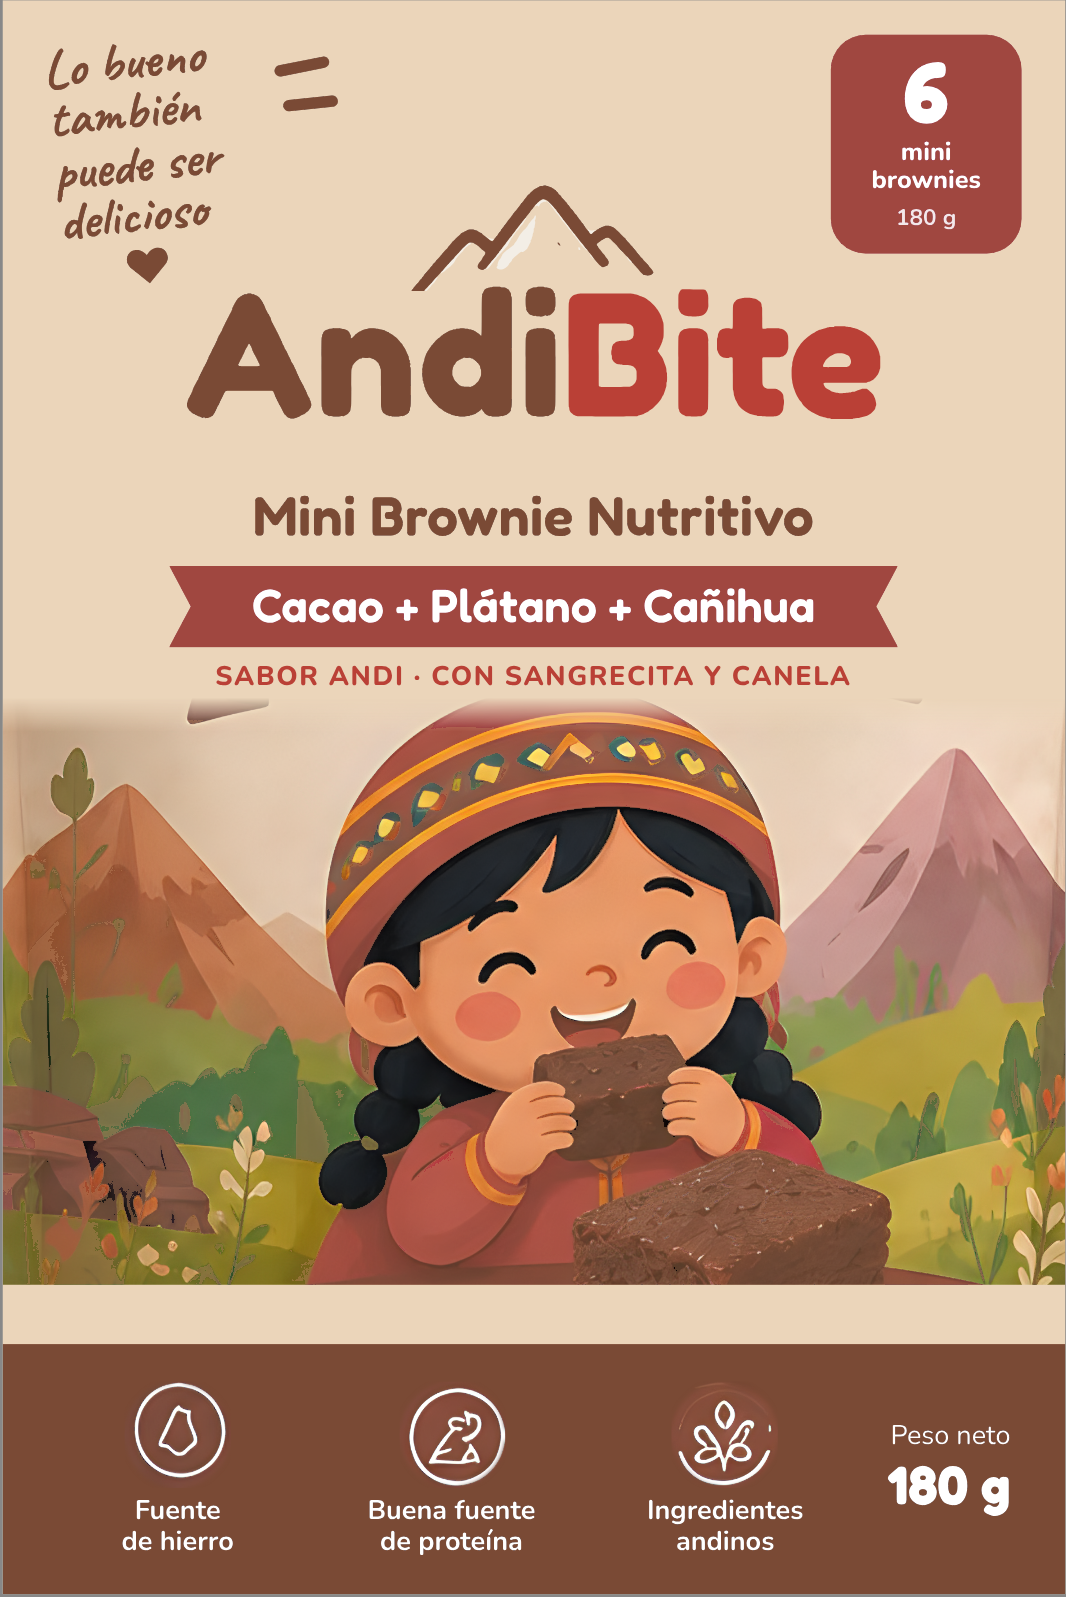 Lo bueno
también
puede ser
delicioso
6
mini
brownies
180 g
AndiBite
Mini Brownie Nutritivo
Cacao + Plátano + Cañihua
SABOR ANDI · CON SANGRECITA Y CANELA
Fuente
de hierro
Buena fuente
de proteína
Ingredientes
andinos
Peso neto
180 g